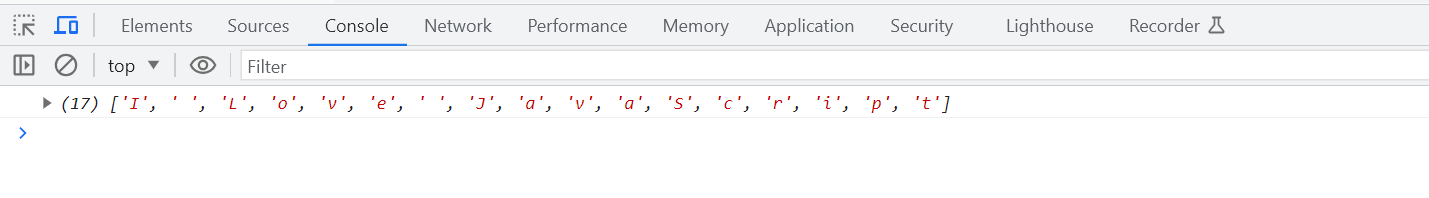 Elements Sources Console Network Performance Memory Application Security Lighthouse Recorder
top Filter
(17) ['I', ' ', 'L', 'o', 'v', 'e', ' ', 'J', 'a', 'v', 'a', 'S', 'c', 'r', 'i', 'p', 't']